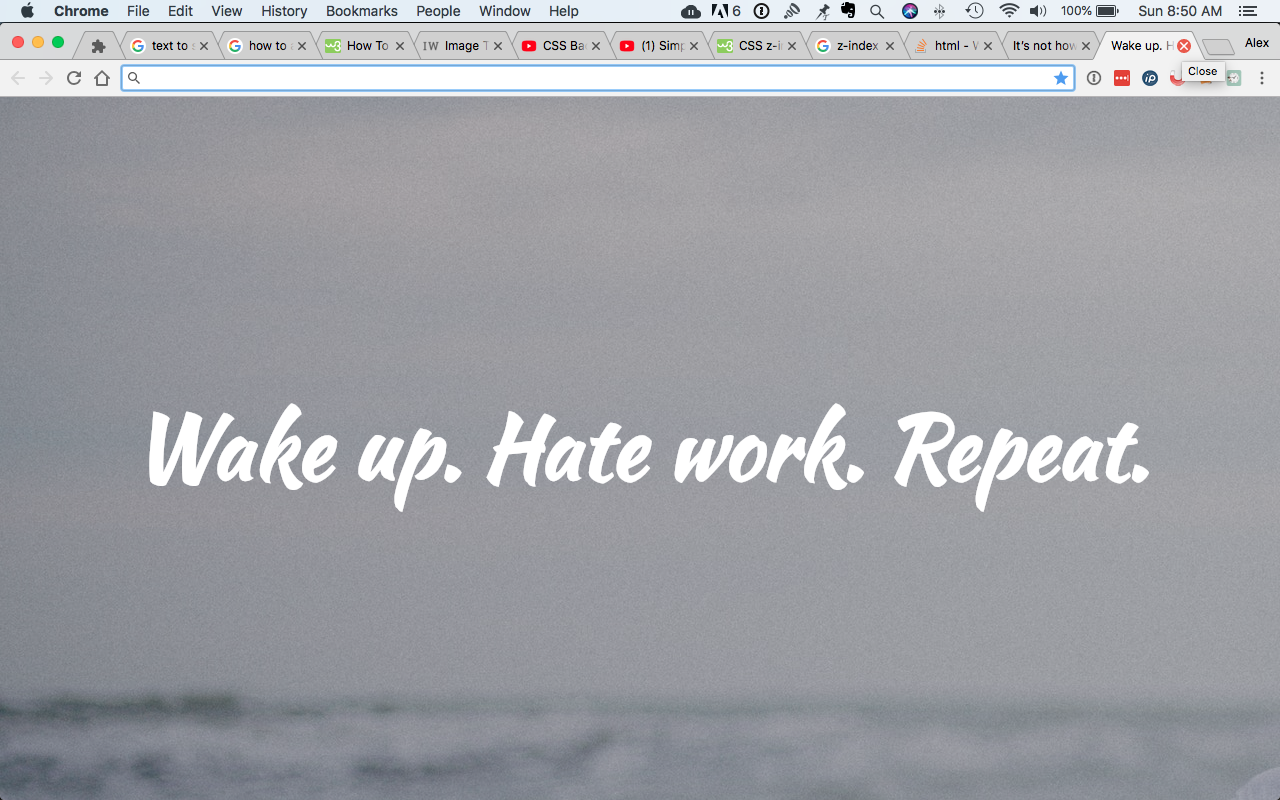 Chrome File Edit View History Bookmarks People Window Help 6 100% Sun 8:50 AM
text to how to How To IW Image T CSS Ba (1) Simp CSS z-i z-index html - It's not how Wake up. H Alex
Close
Wake up. Hate work. Repeat.